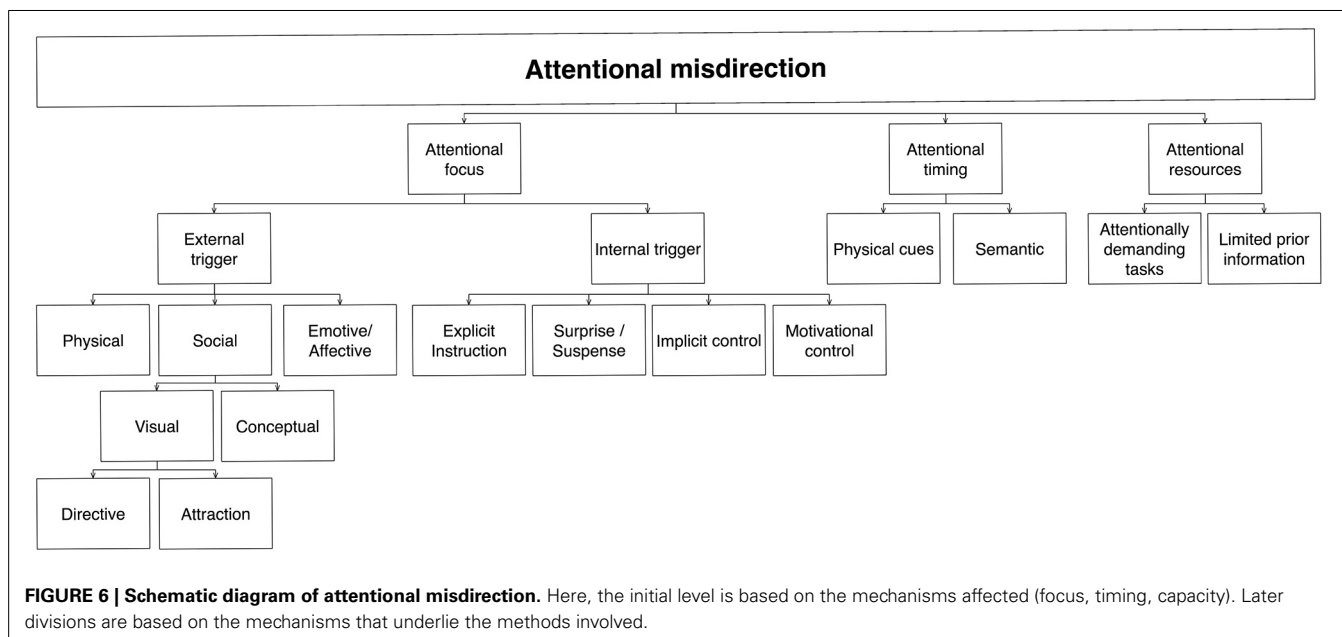 Attentional misdirection
Attentional
focus
Attentional
timing
Attentional
resources
External
trigger
Internal trigger
Physical cues
Semantic
Attentionally
demanding
tasks
Limited prior
information
Physical
Social
Emotive/
Affective
Explicit
Instruction
Surprise /
Suspense
Implicit control
Motivational
control
Visual
Conceptual
Directive
Attraction
FIGURE 6 | Schematic diagram of attentional misdirection. Here, the initial level is based on the mechanisms affected (focus, timing, capacity). Later
divisions are based on the mechanisms that underlie the methods involved.